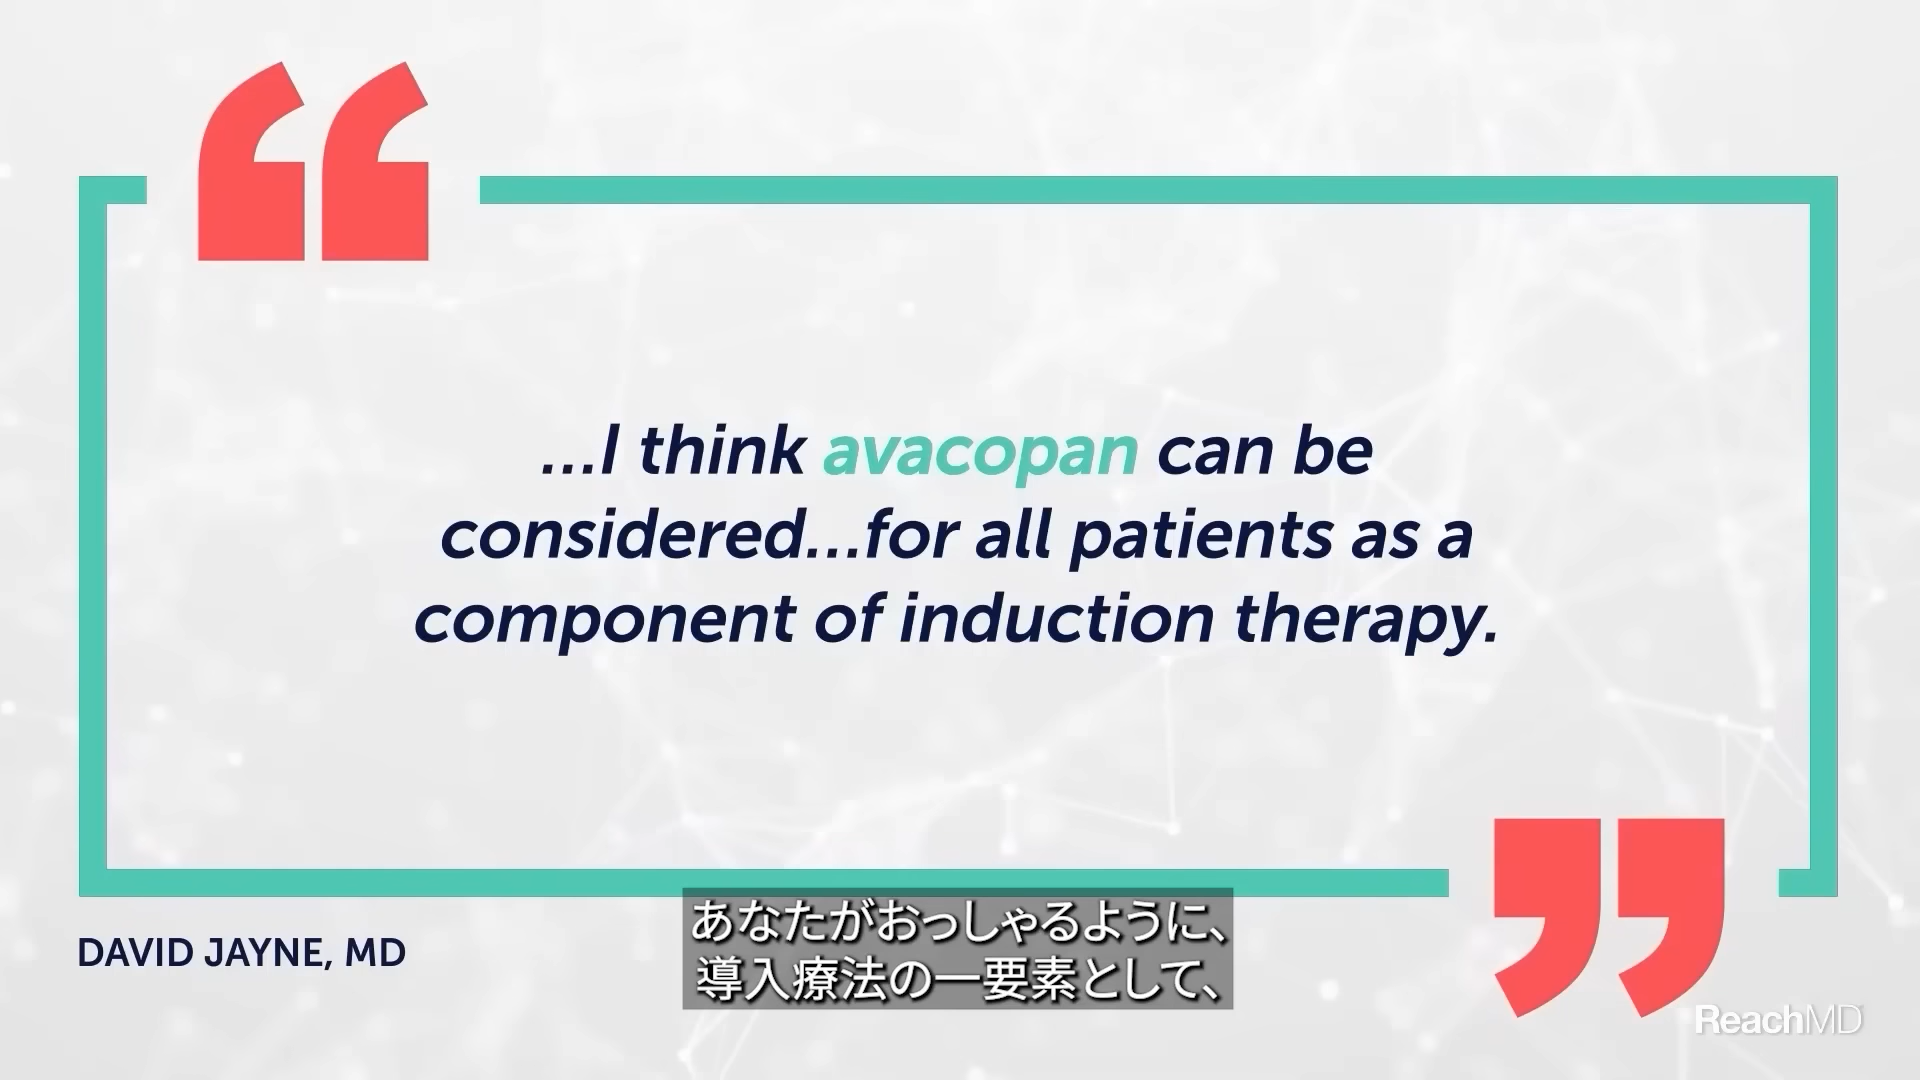 ...I think avacopan can be
considered...for all patients as a
component of induction therapy.
DAVID JAYNE, MD
あなたがおっしゃるように、
導入療法の一要素として、
ReachMD